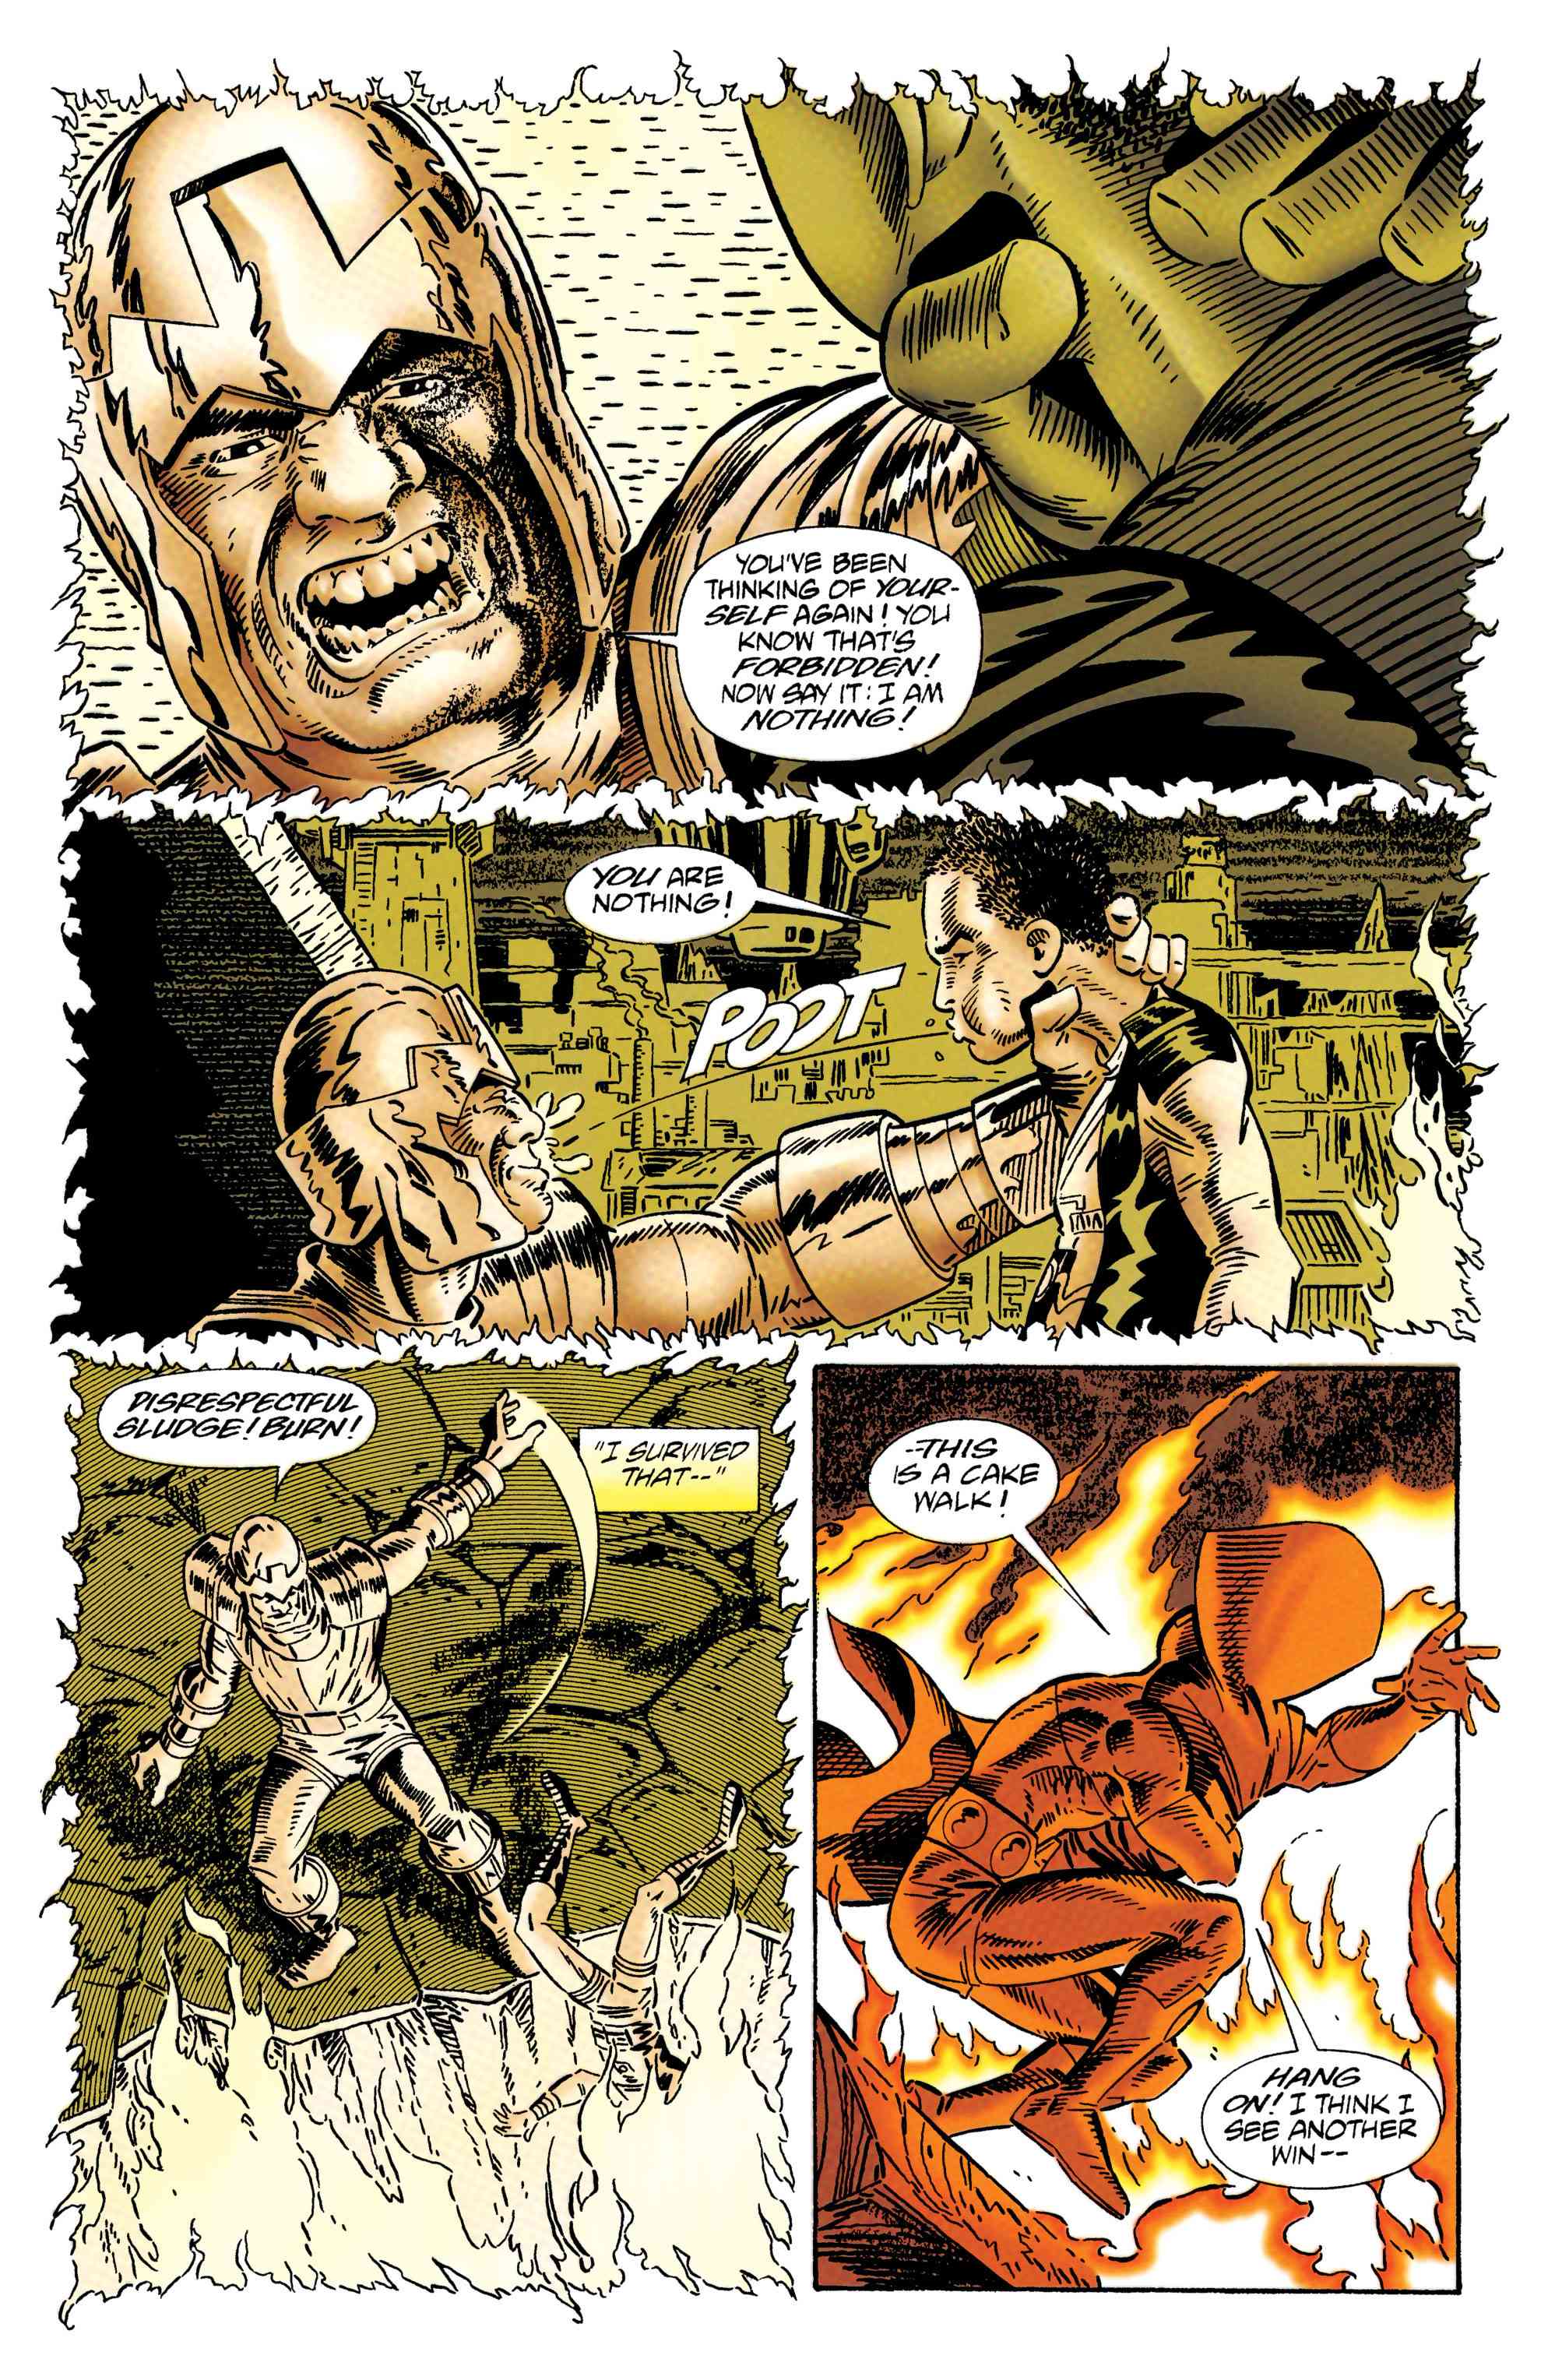 YOU'VE BEEN
THINKING OF YOUR-
SELF AGAIN! YOU
KNOW THAT'S
FORBIDDEN!
NOW SAY IT: I AM
NOTHING!
YOU ARE
NOTHING!
POOT
DISRESPECTFUL
SLUDGE! BURN!
"I SURVIVED
THAT--"
--THIS
IS A CAKE
WALK!
HANG
ON! I THINK I
SEE ANOTHER
WIN--